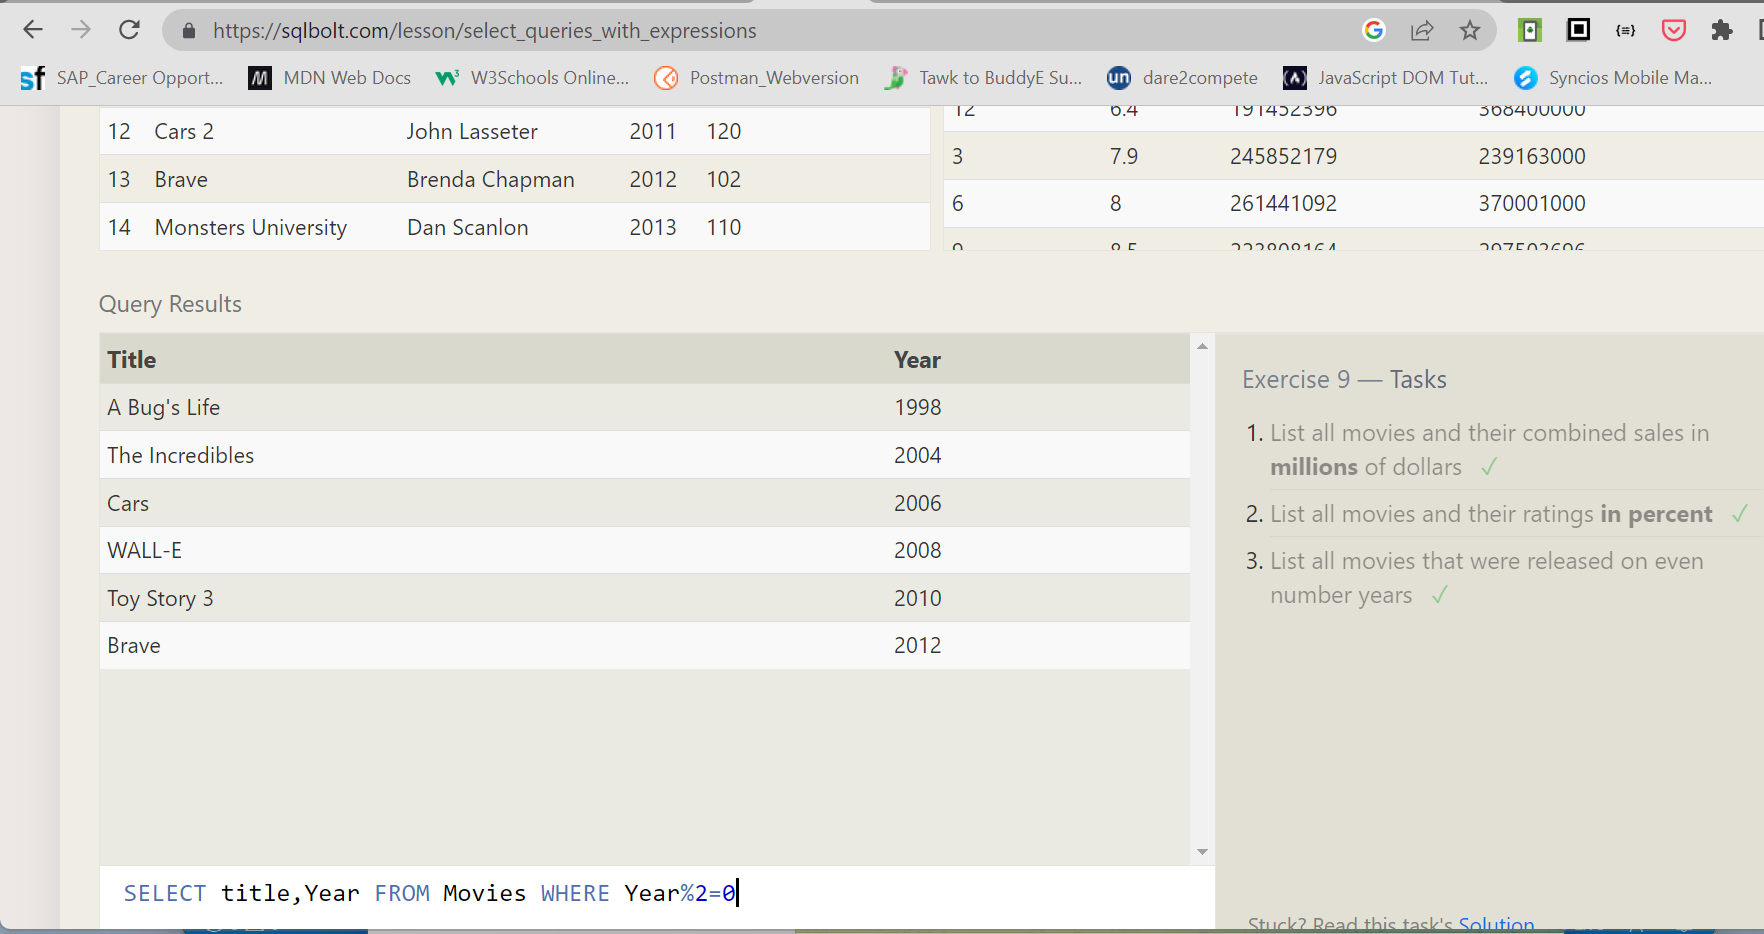 https://sqlbolt.com/lesson/select_queries_with_expressions
SAP_Career Opport... MDN Web Docs W3Schools Online... Postman_Webversion Tawk to BuddyE Su... dare2compete JavaScript DOM Tut... Syncios Mobile Ma...
12 Cars 2 John Lasseter 2011 120
13 Brave Brenda Chapman 2012 102
14 Monsters University Dan Scanlon 2013 110
12 6.4 191452396 368400000
3 7.9 245852179 239163000
6 8 261441092 370001000
9 8.5 223808164 297503696
Query Results
Title Year
A Bug's Life 1998
The Incredibles 2004
Cars 2006
WALL-E 2008
Toy Story 3 2010
Brave 2012
SELECT title,Year FROM Movies WHERE Year%2=0
Exercise 9 — Tasks
1. List all movies and their combined sales in
millions of dollars ✓
2. List all movies and their ratings in percent ✓
3. List all movies that were released on even
number years ✓
Stuck? Read this task's Solution